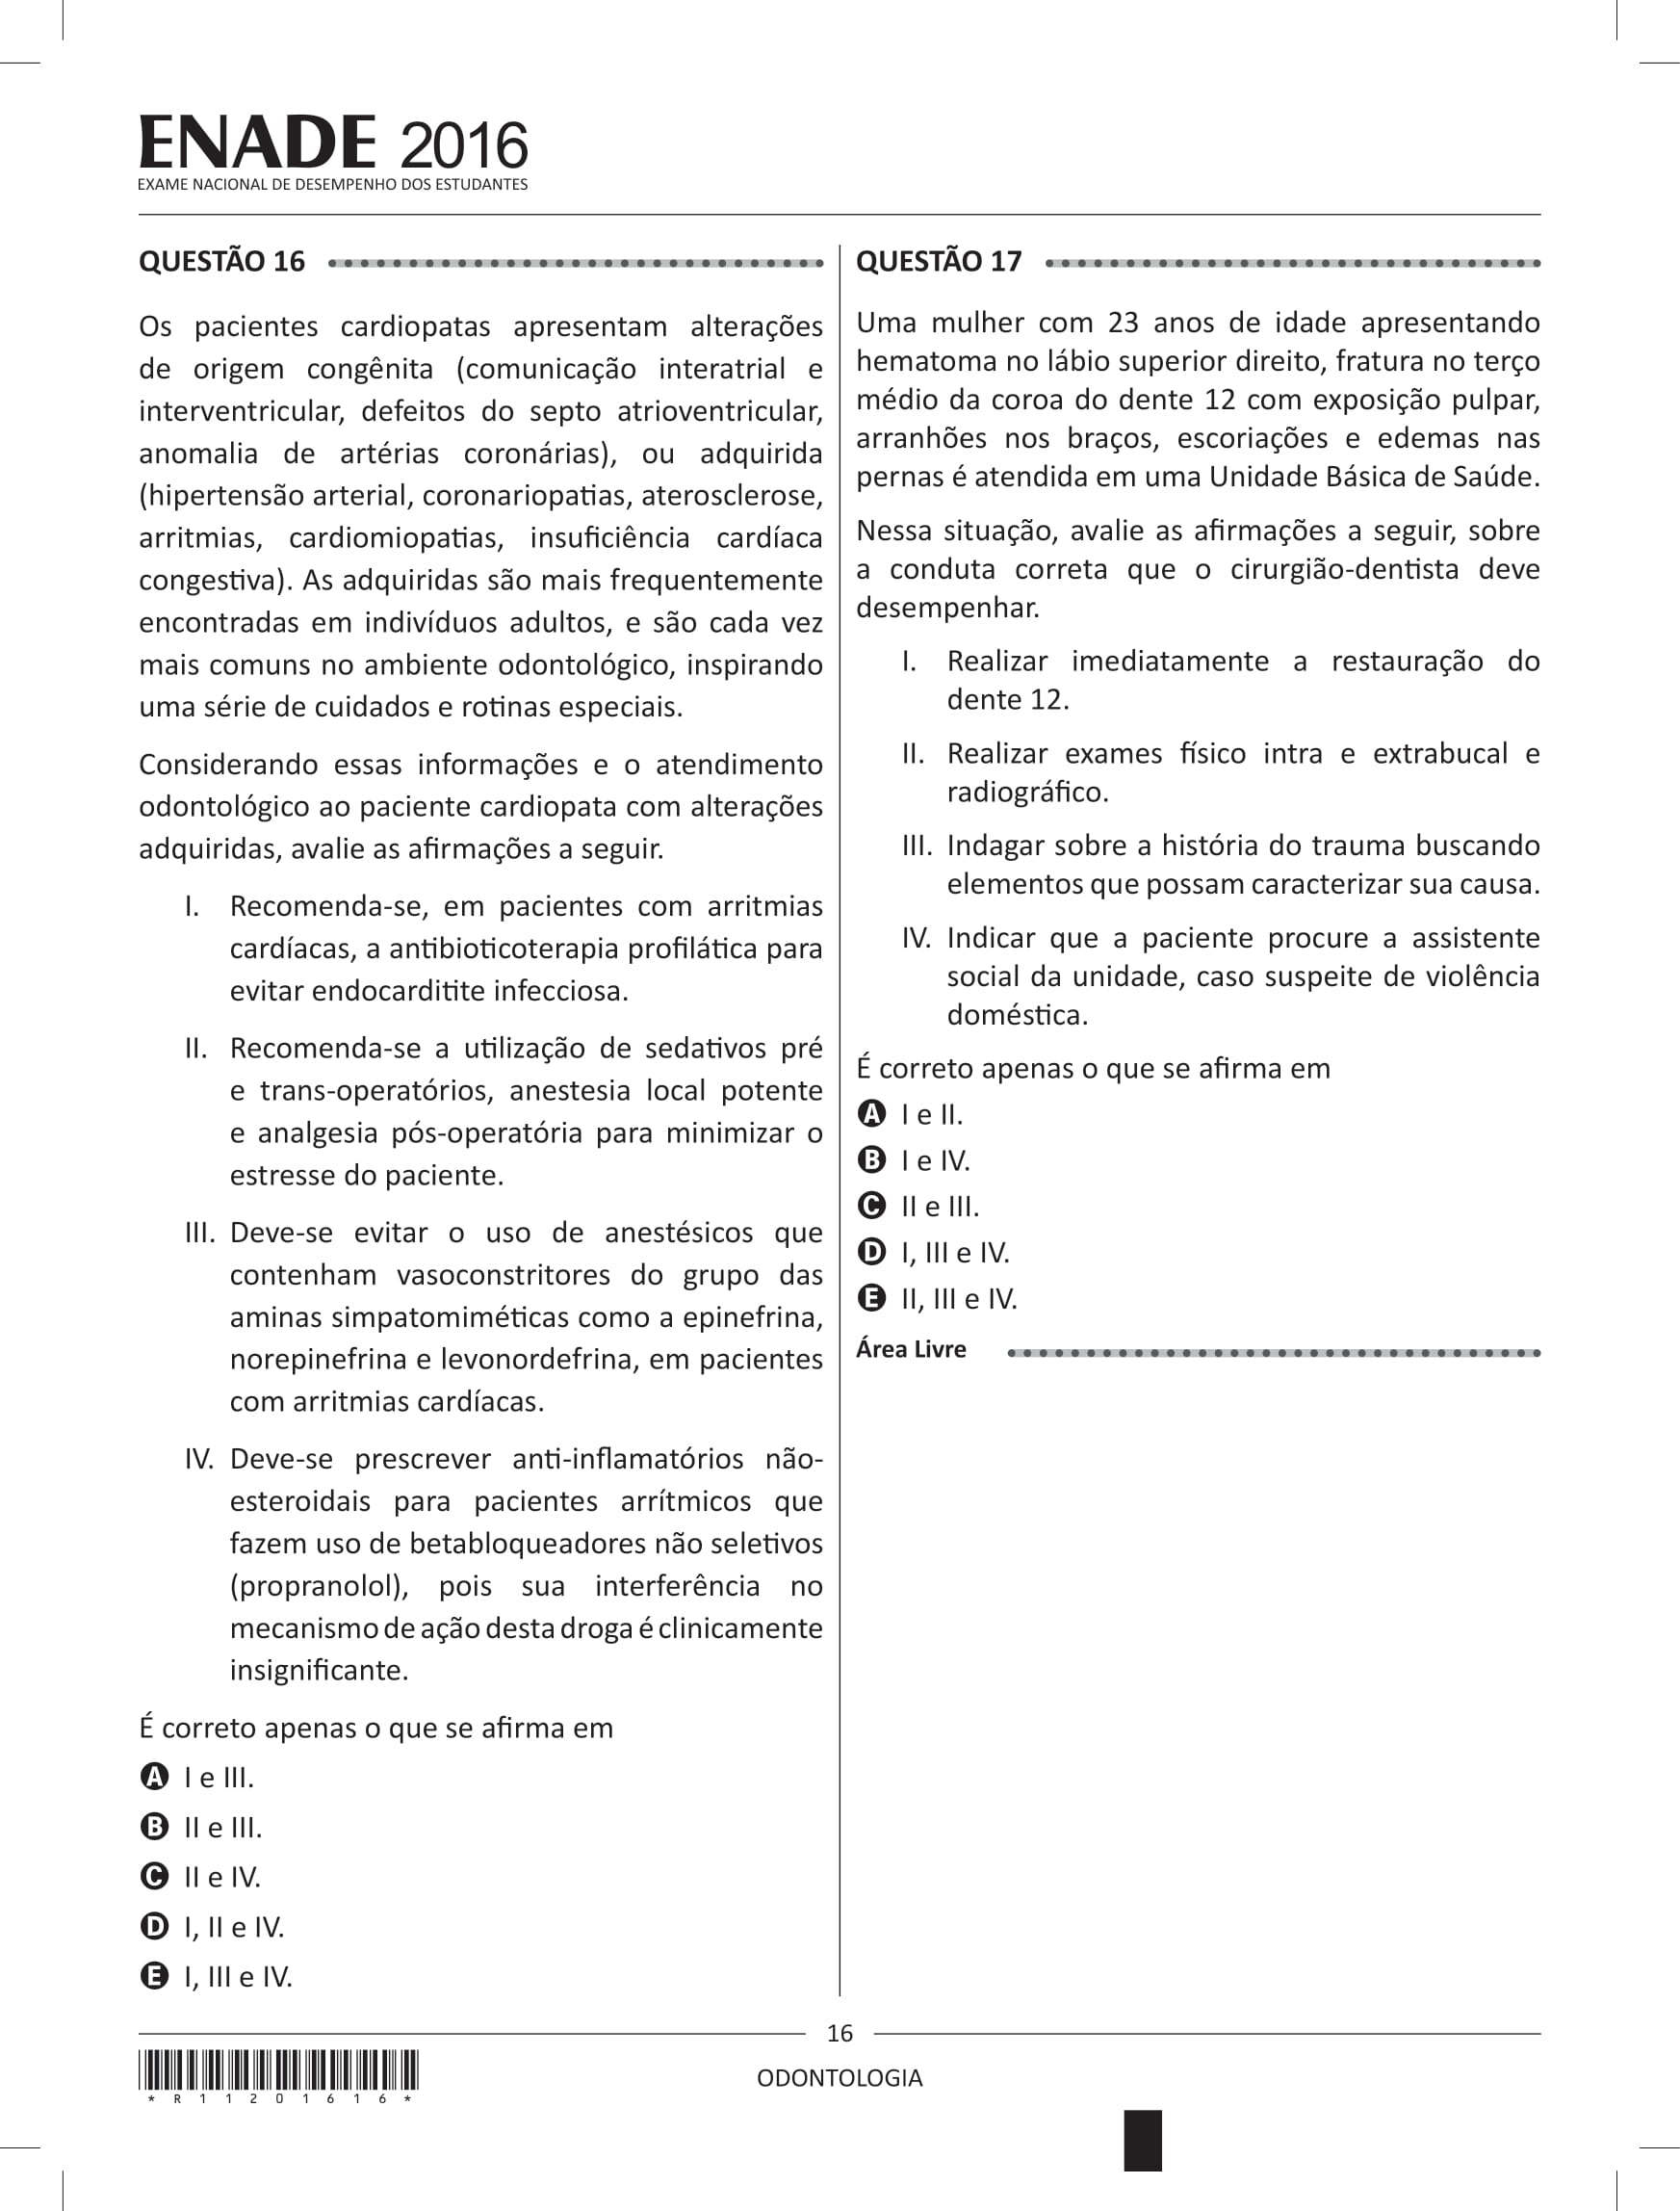 ENADE 2016
EXAME NACIONAL DE DESEMPENHO DOS ESTUDANTES
QUESTÃO 16
Os pacientes cardiopatas apresentam alterações
de origem congênita (comunicação interatrial e
interventricular, defeitos do septo atrioventricular,
anomalia de artérias coronárias), ou adquirida
(hipertensão arterial, coronariopatias, aterosclerose,
arritmias, cardiomiopatias, insuficiência cardíaca
congestiva). As adquiridas são mais frequentemente
encontradas em indivíduos adultos, e são cada vez
mais comuns no ambiente odontológico, inspirando
uma série de cuidados e rotinas especiais.
Considerando essas informações e o atendimento
odontológico ao paciente cardiopata com alterações
adquiridas, avalie as afirmações a seguir.
I. Recomenda-se, em pacientes com arritmias
cardíacas, a antibioticoterapia profilática para
evitar endocarditite infecciosa.
II. Recomenda-se a utilização de sedativos pré
e trans-operatórios, anestesia local potente
e analgesia pós-operatória para minimizar o
estresse do paciente.
III. Deve-se evitar o uso de anestésicos que
contenham vasoconstritores do grupo das
aminas simpatomiméticas como a epinefrina,
norepinefrina e levonordefrina, em pacientes
com arritmias cardíacas.
IV. Deve-se prescrever anti-inflamatórios não-
esteroidais para pacientes arrítmicos que
fazem uso de betabloqueadores não seletivos
(propranolol), pois sua interferência no
mecanismo de ação desta droga é clinicamente
insignificante.
É correto apenas o que se afirma em
A I e III.
B II e III.
C II e IV.
D I, II e IV.
E I, III e IV.
QUESTÃO 17
Uma mulher com 23 anos de idade apresentando
hematoma no lábio superior direito, fratura no terço
médio da coroa do dente 12 com exposição pulpar,
arranhões nos braços, escoriações e edemas nas
pernas é atendida em uma Unidade Básica de Saúde.
Nessa situação, avalie as afirmações a seguir, sobre
a conduta correta que o cirurgião-dentista deve
desempenhar.
I. Realizar imediatamente a restauração do
dente 12.
II. Realizar exames físico intra e extrabucal e
radiográfico.
III. Indagar sobre a história do trauma buscando
elementos que possam caracterizar sua causa.
IV. Indicar que a paciente procure a assistente
social da unidade, caso suspeite de violência
doméstica.
É correto apenas o que se afirma em
A I e II.
B I e IV.
C II e III.
D I, III e IV.
E II, III e IV.
Área Livre
16
ODONTOLOGIA
* R 1 1 2 0 1 6 1 6 *